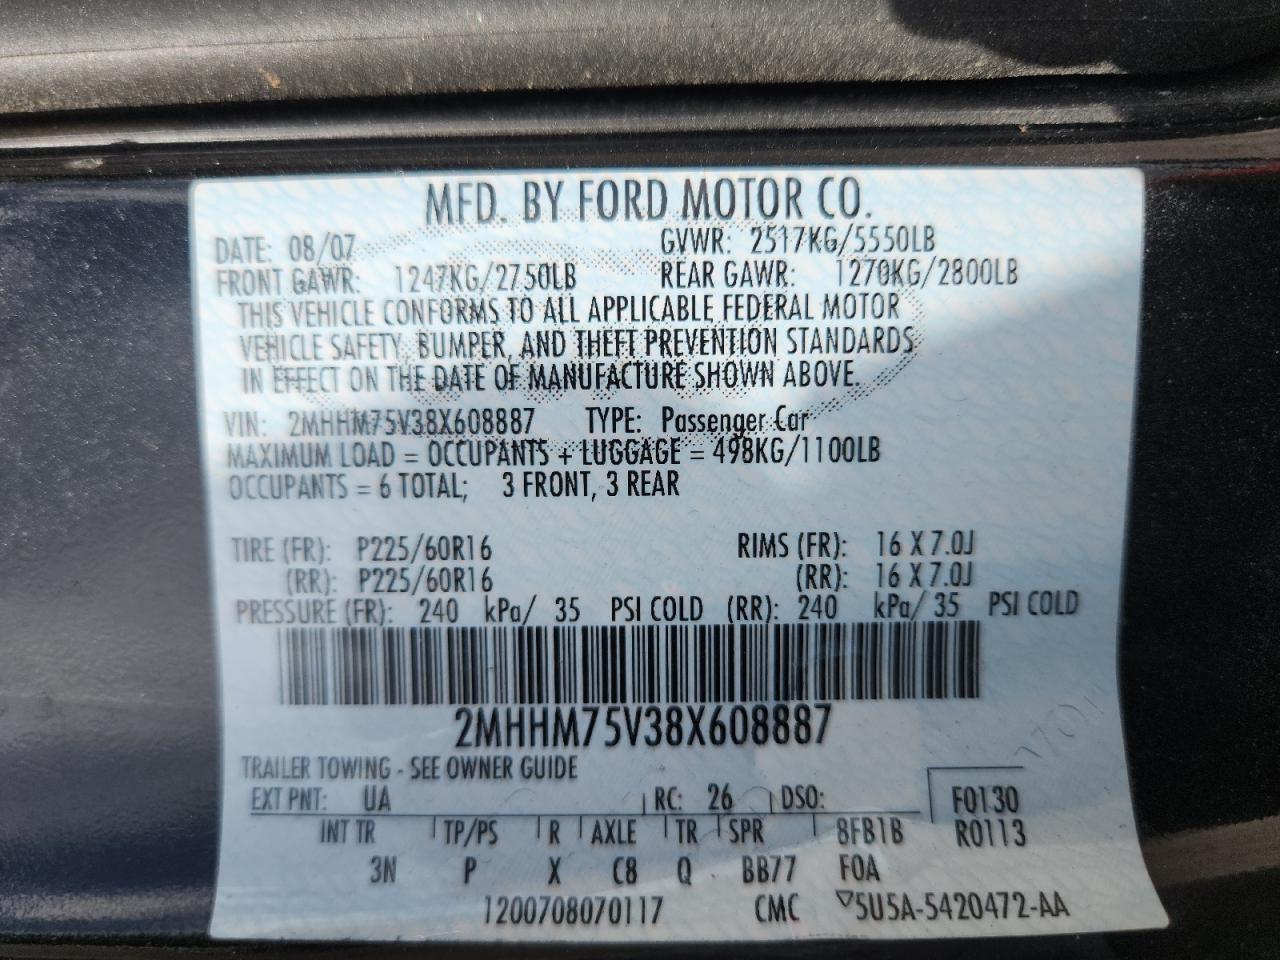 MFD. BY FORD MOTOR CO.
DATE: 08/07 GVWR: 2517KG/5550LB
FRONT GAWR: 1247KG/2750LB REAR GAWR: 1270KG/2800LB
THIS VEHICLE CONFORMS TO ALL APPLICABLE FEDERAL MOTOR
VEHICLE SAFETY, BUMPER, AND THEFT PREVENTION STANDARDS
IN EFFECT ON THE DATE OF MANUFACTURE SHOWN ABOVE.
VIN: 2MHHM75V38X608887 TYPE: Passenger Car
MAXIMUM LOAD = OCCUPANTS + LUGGAGE = 498KG/1100LB
OCCUPANTS = 6 TOTAL; 3 FRONT, 3 REAR
TIRE (FR): P225/60R16 RIMS (FR): 16 X 7.0J
(RR): P225/60R16 (RR): 16 X 7.0J
PRESSURE (FR): 240 kPa/ 35 PSI COLD (RR): 240 kPa/ 35 PSI COLD
2MHHM75V38X608887
TRAILER TOWING - SEE OWNER GUIDE
EXT PNT: UA RC: 26 DSO: F0130
INT TR TP/PS R AXLE TR SPR 8FB1B R0113
3N P X C8 Q BB77 F0A
1200708070117 CMC ▽5U5A-5420472-AA